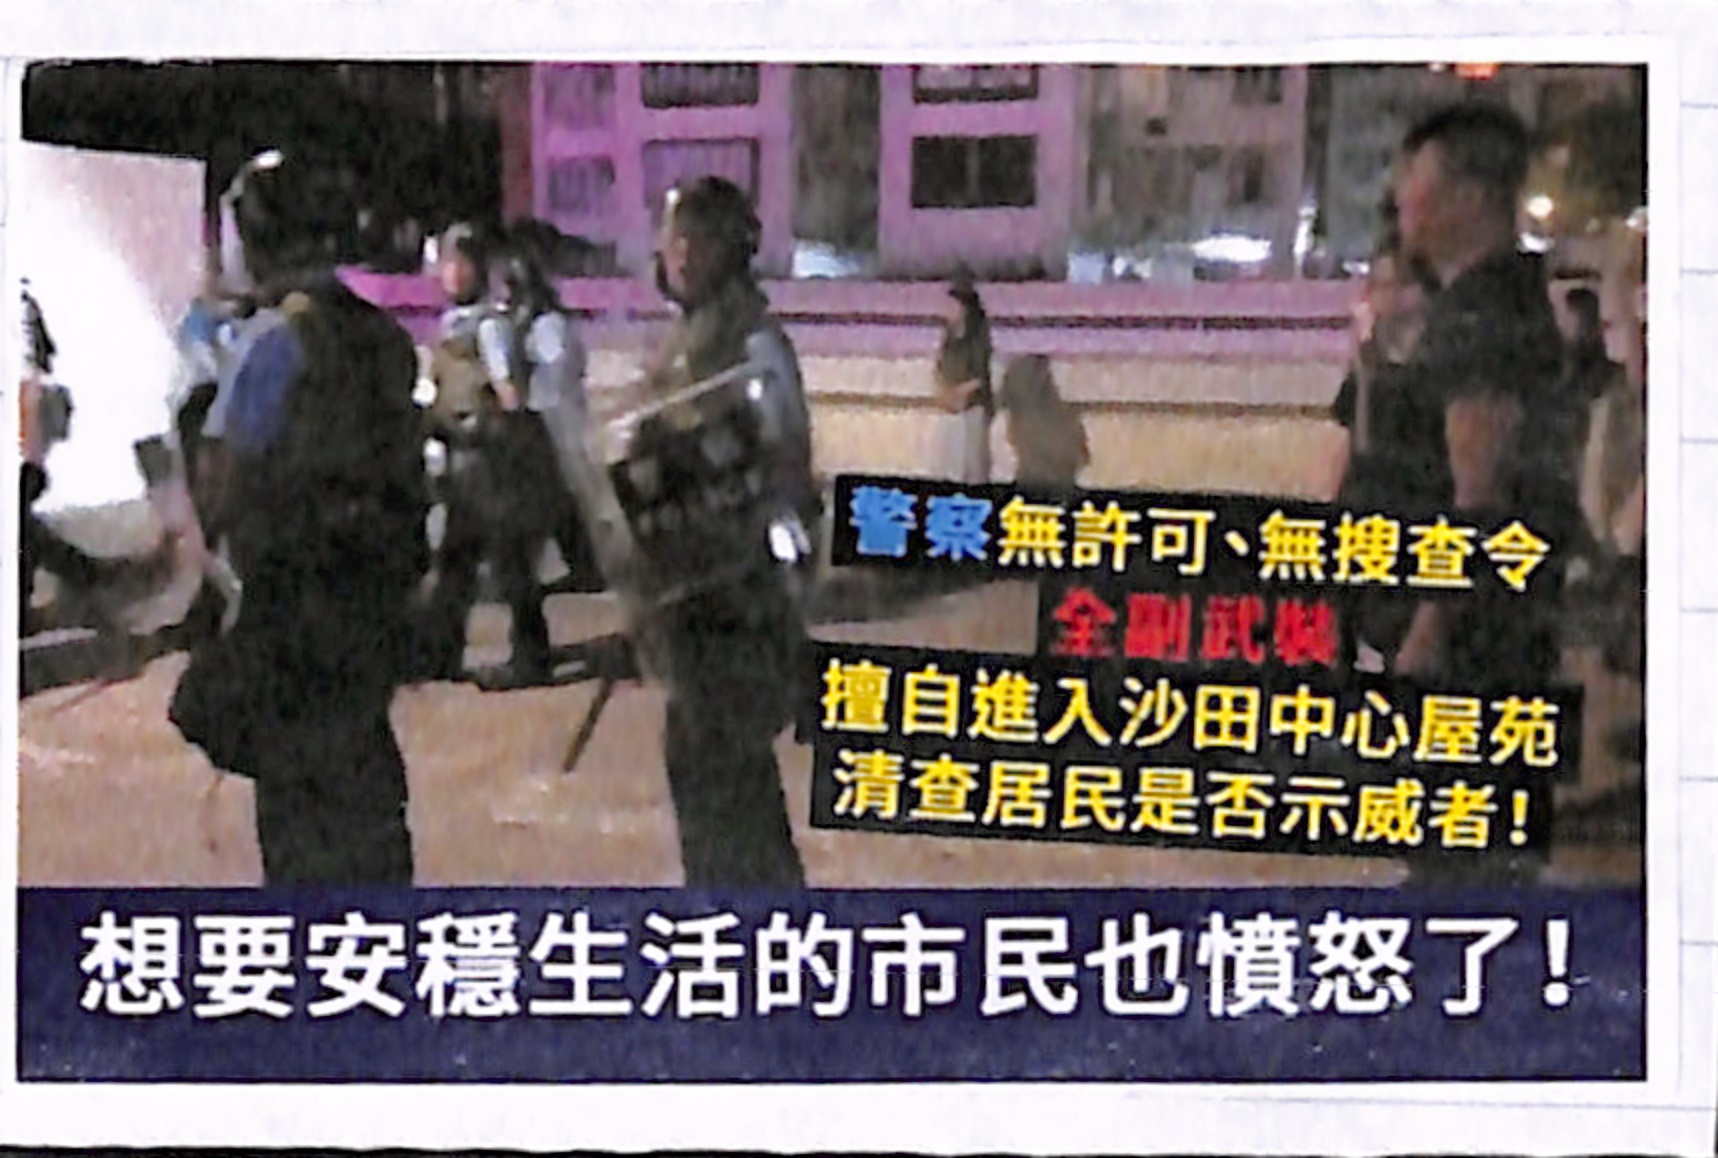 警察無許可、無搜查令
全副武裝
擅自進入沙田中心屋苑
清查居民是否示威者！
想要安穩生活的市民也憤怒了！